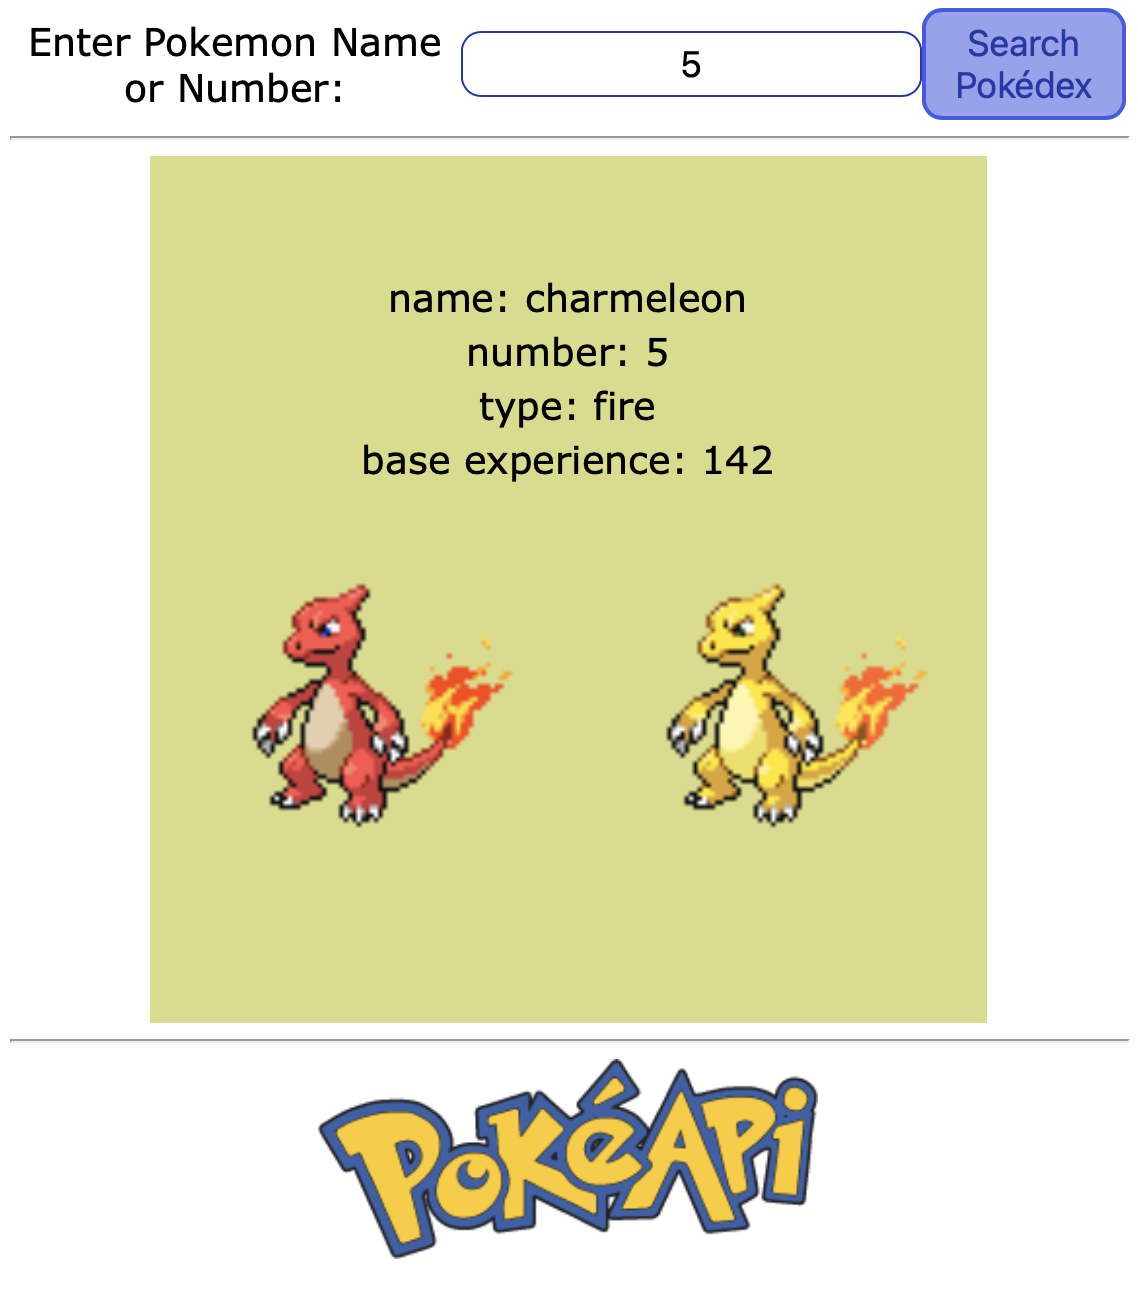 Enter Pokemon Name
or Number:
5
Search
Pokédex
name: charmeleon
number: 5
type: fire
base experience: 142
PokéApi